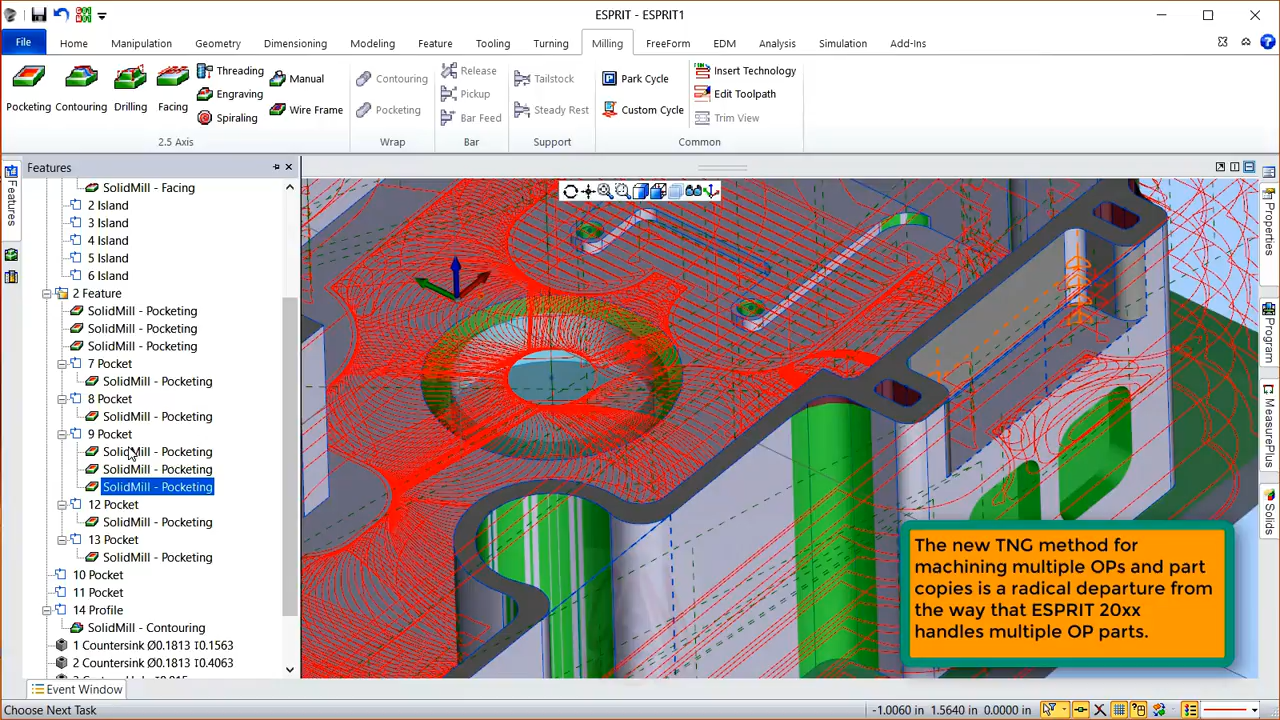 ESPRIT - ESPRIT1
File Home Manipulation Geometry Dimensioning Modeling Feature Tooling Turning Milling FreeForm EDM Analysis Simulation Add-Ins
Pocketing Contouring Drilling Facing
Threading
Engraving
Spiraling
Manual
Wire Frame
2.5 Axis
Contouring
Pocketing
Wrap
Release
Pickup
Bar Feed
Bar
Tailstock
Steady Rest
Support
Park Cycle
Custom Cycle
Insert Technology
Edit Toolpath
Trim View
Common
Features
Features
SolidMill - Facing
2 Island
3 Island
4 Island
5 Island
6 Island
2 Feature
SolidMill - Pocketing
SolidMill - Pocketing
SolidMill - Pocketing
7 Pocket
SolidMill - Pocketing
8 Pocket
SolidMill - Pocketing
9 Pocket
SolidMill - Pocketing
SolidMill - Pocketing
SolidMill - Pocketing
12 Pocket
SolidMill - Pocketing
13 Pocket
SolidMill - Pocketing
10 Pocket
11 Pocket
14 Profile
SolidMill - Contouring
1 Countersink Ø0.1813 ↧0.1563
2 Countersink Ø0.1813 ↧0.4063
Properties
Program
MeasurePlus
Solids
The new TNG method for
machining multiple OPs and part
copies is a radical departure from
the way that ESPRIT 20xx
handles multiple OP parts.
Event Window
Choose Next Task
-1.0060 in 1.5640 in 0.0000 in